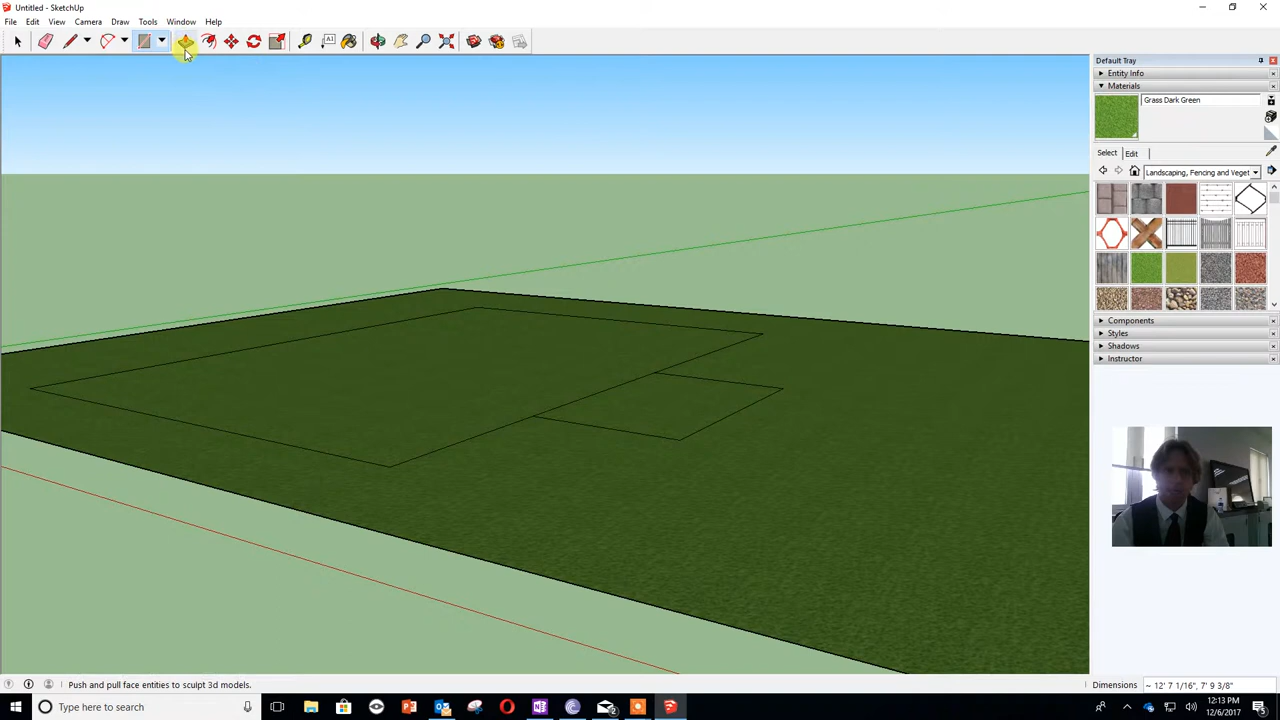 Untitled - SketchUp
File Edit View Camera Draw Tools Window Help
Default Tray
Entity Info
Materials
Grass Dark Green
Select Edit
Landscaping, Fencing and Veget
Components
Styles
Shadows
Instructor
Push and pull face entities to sculpt 3d models.
Dimensions ~ 12' 7 1/16", 7' 9 3/8"
Type here to search
12:13 PM
12/6/2017